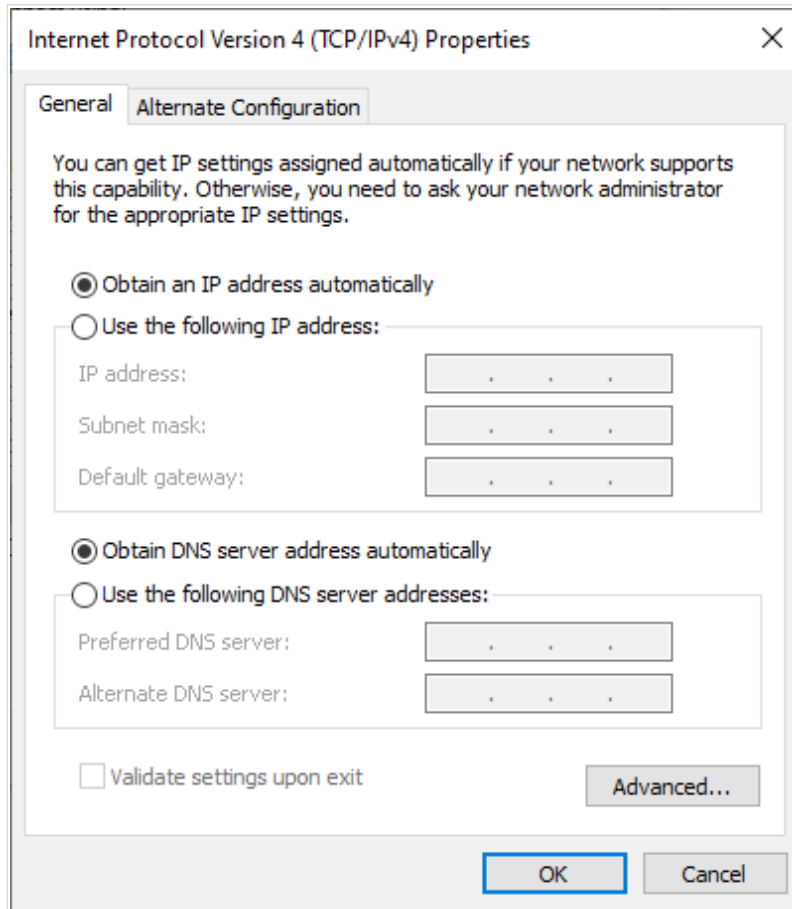 Internet Protocol Version 4 (TCP/IPv4) Properties
General
Alternate Configuration
You can get IP settings assigned automatically if your network supports
this capability. Otherwise, you need to ask your network administrator
for the appropriate IP settings.
Obtain an IP address automatically
Use the following IP address:
IP address:
. . .
Subnet mask:
. . .
Default gateway:
. . .
Obtain DNS server address automatically
Use the following DNS server addresses:
Preferred DNS server:
. . .
Alternate DNS server:
. . .
Validate settings upon exit
Advanced...
OK
Cancel